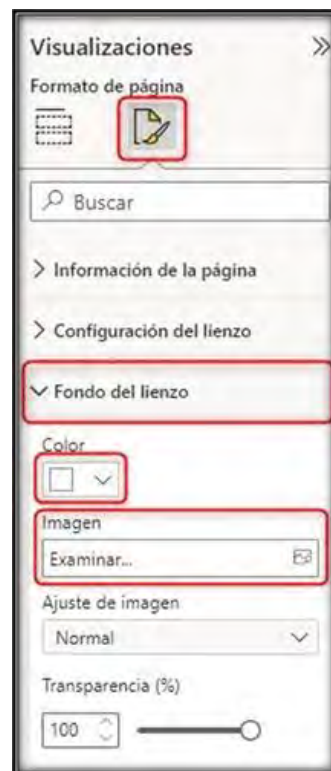 Visualizaciones
Formato de página
Buscar
Información de la página
Configuración del lienzo
Fondo del lienzo
Color
Imagen
Examinar...
Ajuste de imagen
Normal
Transparencia (%)
100